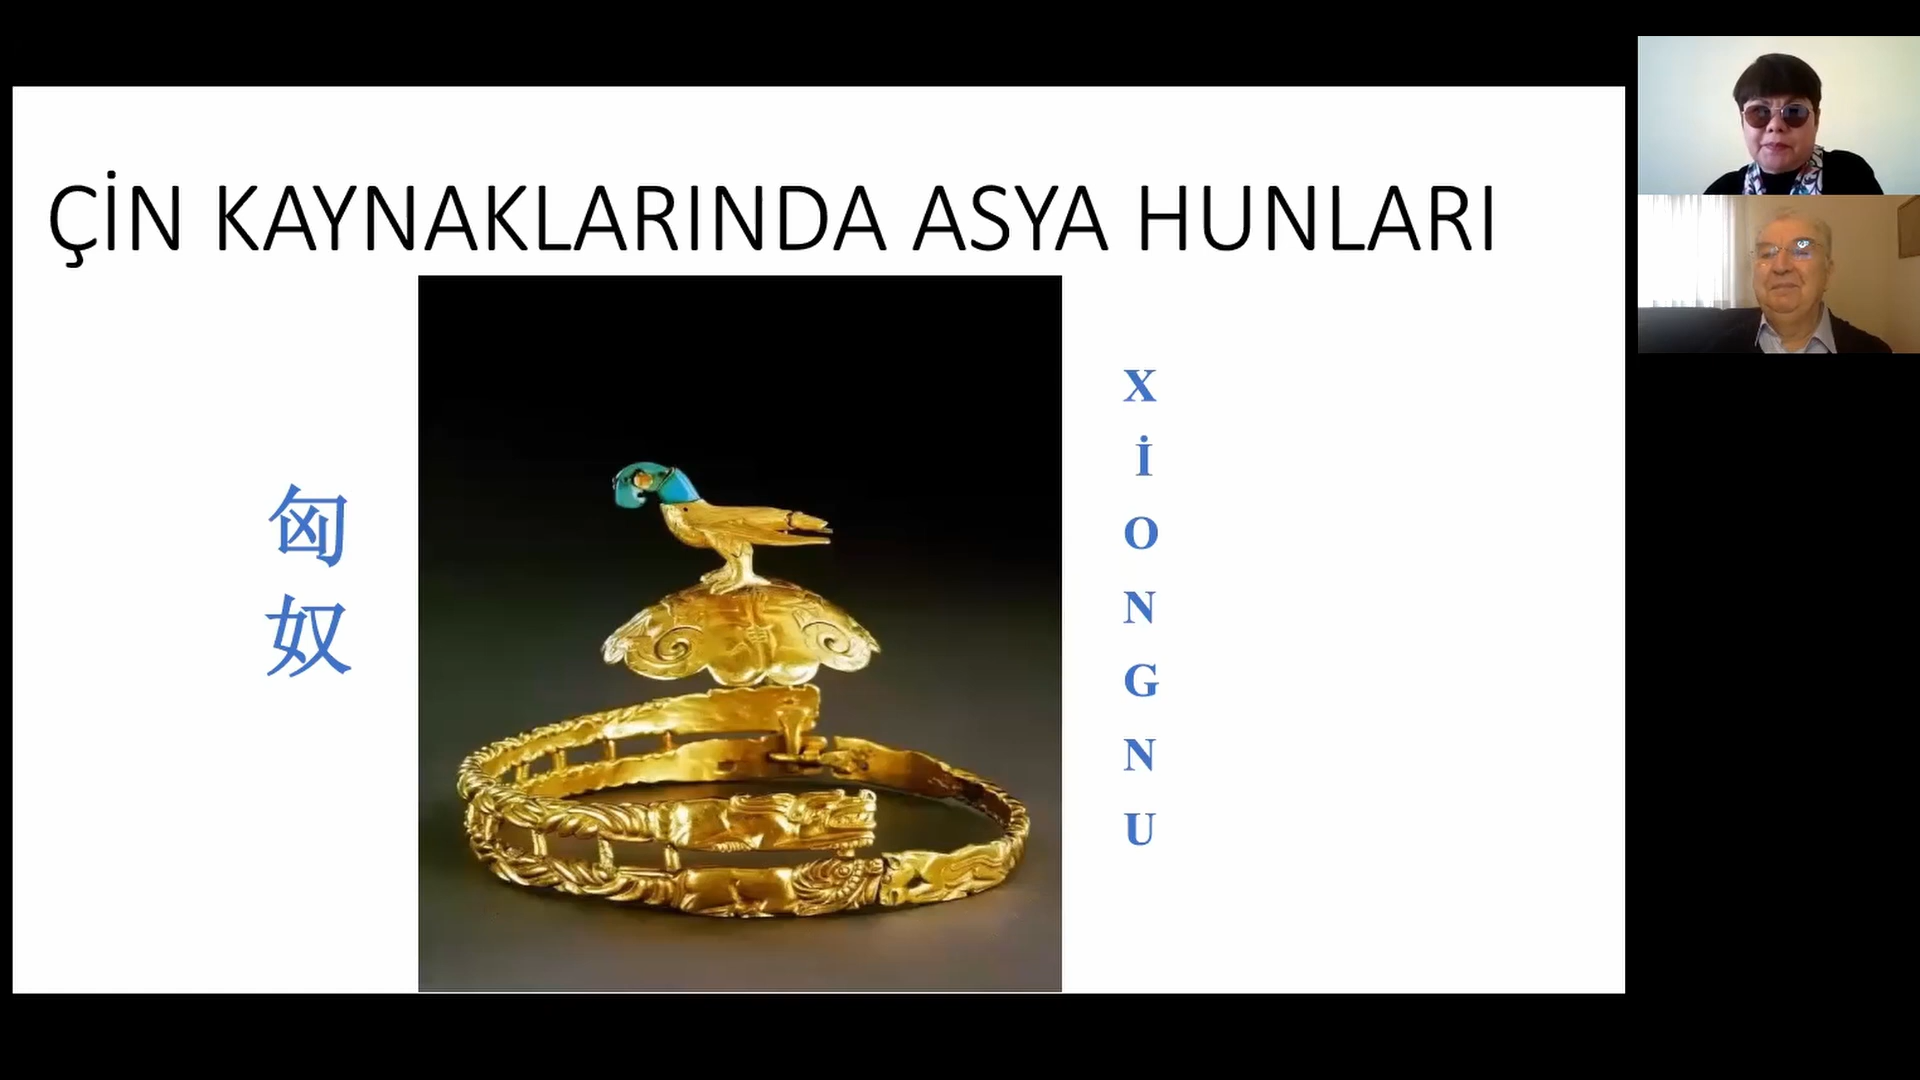 ÇİN KAYNAKLARINDA ASYA HUNLARI
匈
奴
X
İ
O
N
G
N
U